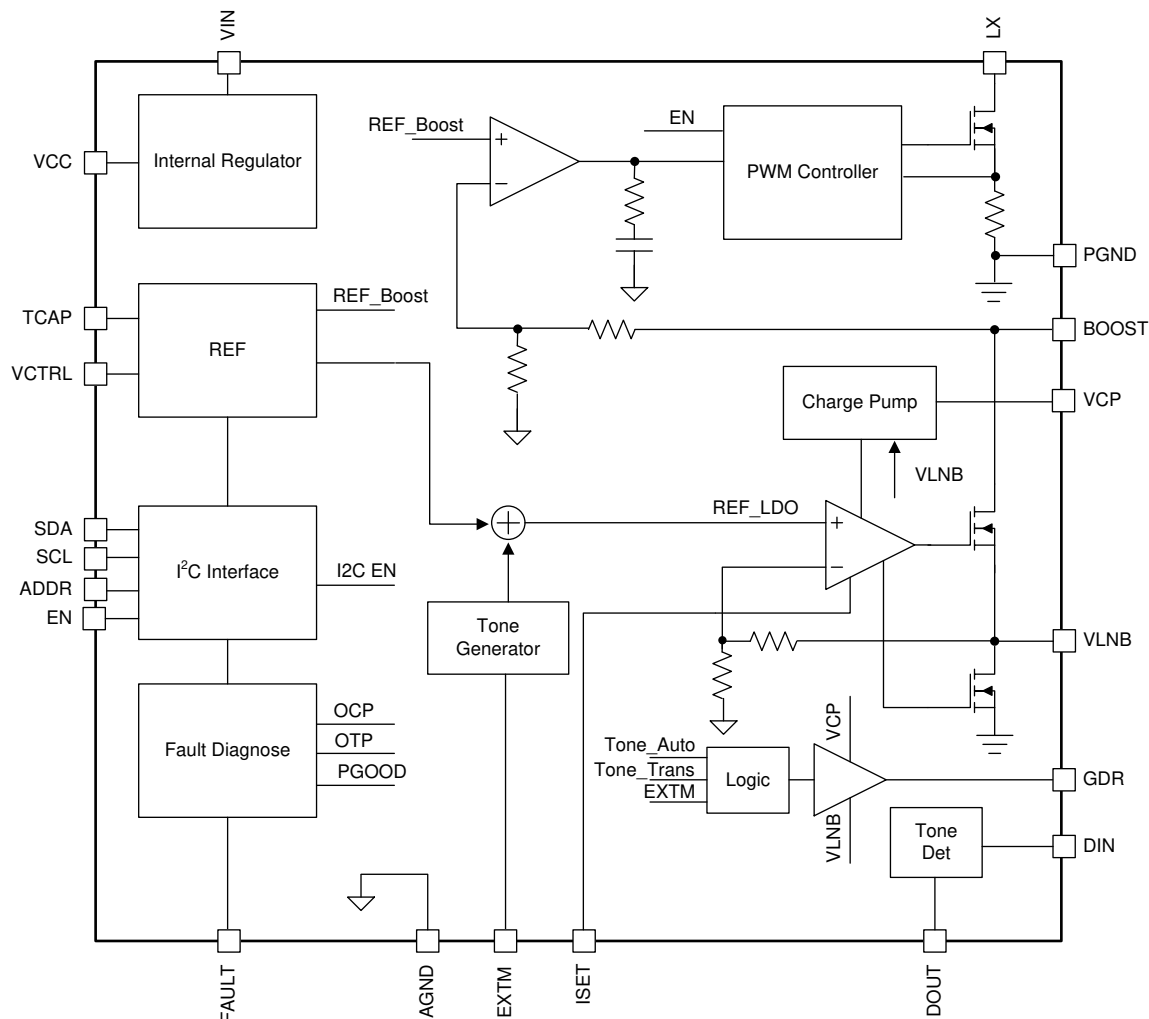 VIN
LX
REF_Boost
+
−
EN
PWM Controller
VCC
Internal Regulator
PGND
TCAP
VCTRL
REF
REF_Boost
BOOST
Charge Pump
VCP
VLNB
REF_LDO
+
−
SDA
SCL
ADDR
EN
I²C Interface
I2C EN
Tone
Generator
VLNB
Fault Diagnose
OCP
OTP
PGOOD
Tone_Auto
Tone_Trans
EXTM
Logic
VCP
VLNB
GDR
Tone
Det
DIN
FAULT
AGND
EXTM
ISET
DOUT